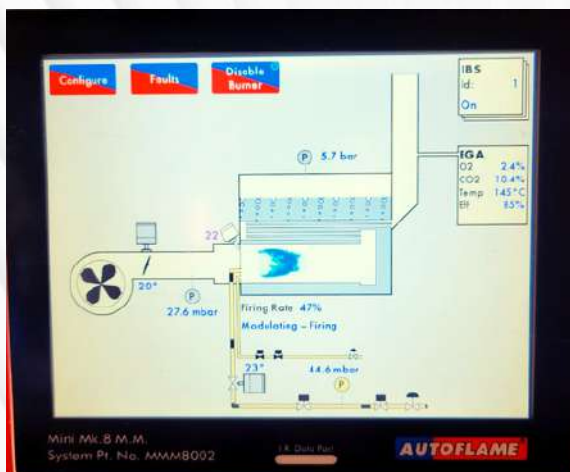 Configure
Faults
Disable
Burner
IBS
Id: 1
On
P 5.7 bar
EGA
O2 2.4%
CO2 10.4%
Temp 145°C
Eff 85%
22
20°
P
27.6 mbar
Firing Rate 47%
Modulating – Firing
23°
44.6 mbar
P
Mini Mk.8 M.M.
System Pt. No. MMM8002
I.R. Data Port
AUTOFLAME